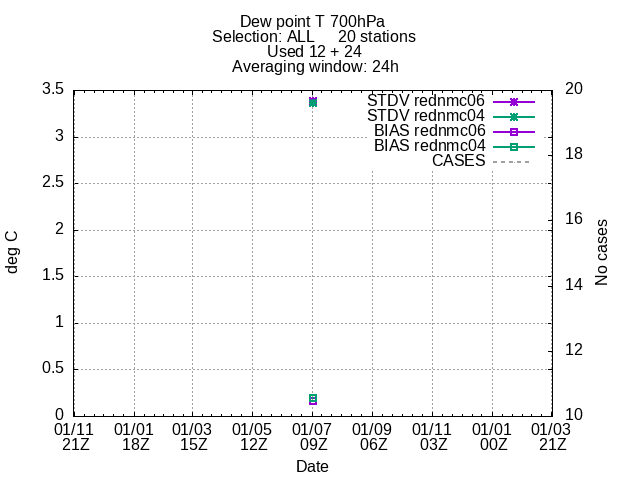 Dew point T 700hPa
Selection: ALL 20 stations
Used 12 + 24
Averaging window: 24h
3.5
3
2.5
2
1.5
1
0.5
0
deg C
20
18
16
14
12
10
No cases
STDV rednmc06
STDV rednmc04
BIAS rednmc06
BIAS rednmc04
CASES
01/11 01/01 01/03 01/05 01/07 01/09 01/11 01/01 01/03
21Z 18Z 15Z 12Z 09Z 06Z 03Z 00Z 21Z
Date